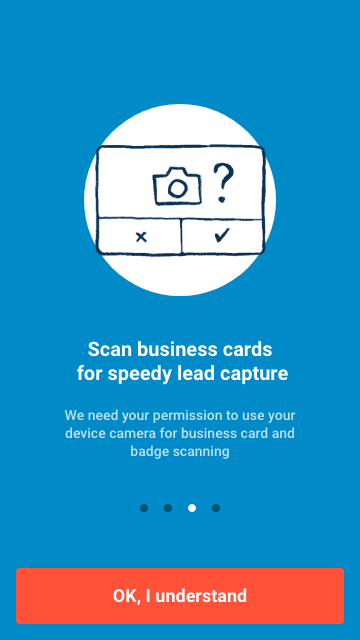 ?
Scan business cards
for speedy lead capture
We need your permission to use your
device camera for business card and
badge scanning
OK, I understand